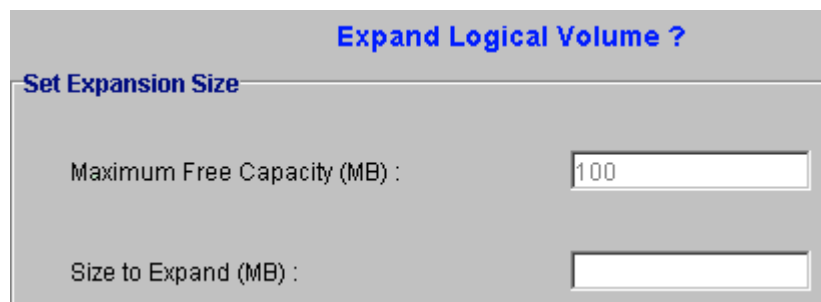 Expand Logical Volume ?
Set Expansion Size
Maximum Free Capacity (MB) : 100
Size to Expand (MB) :